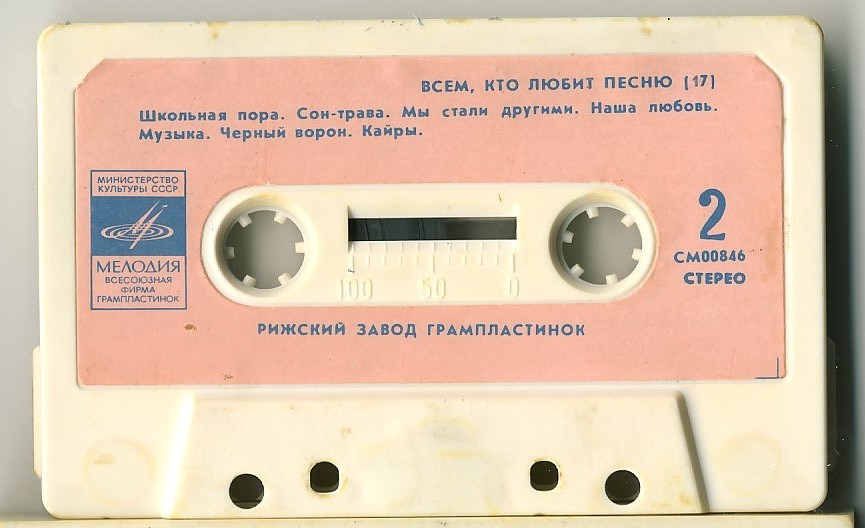 ВСЕМ, КТО ЛЮБИТ ПЕСНЮ (17)
Школьная пора. Сон-трава. Мы стали другими. Наша любовь.
Музыка. Черный ворон. Кайры.
МИНИСТЕРСТВО
КУЛЬТУРЫ СССР
МЕЛОДИЯ
ВСЕСОЮЗНАЯ
ФИРМА
ГРАМПЛАСТИНОК
100 50 0
2
СМ00846
СТЕРЕО
РИЖСКИЙ ЗАВОД ГРАМПЛАСТИНОК